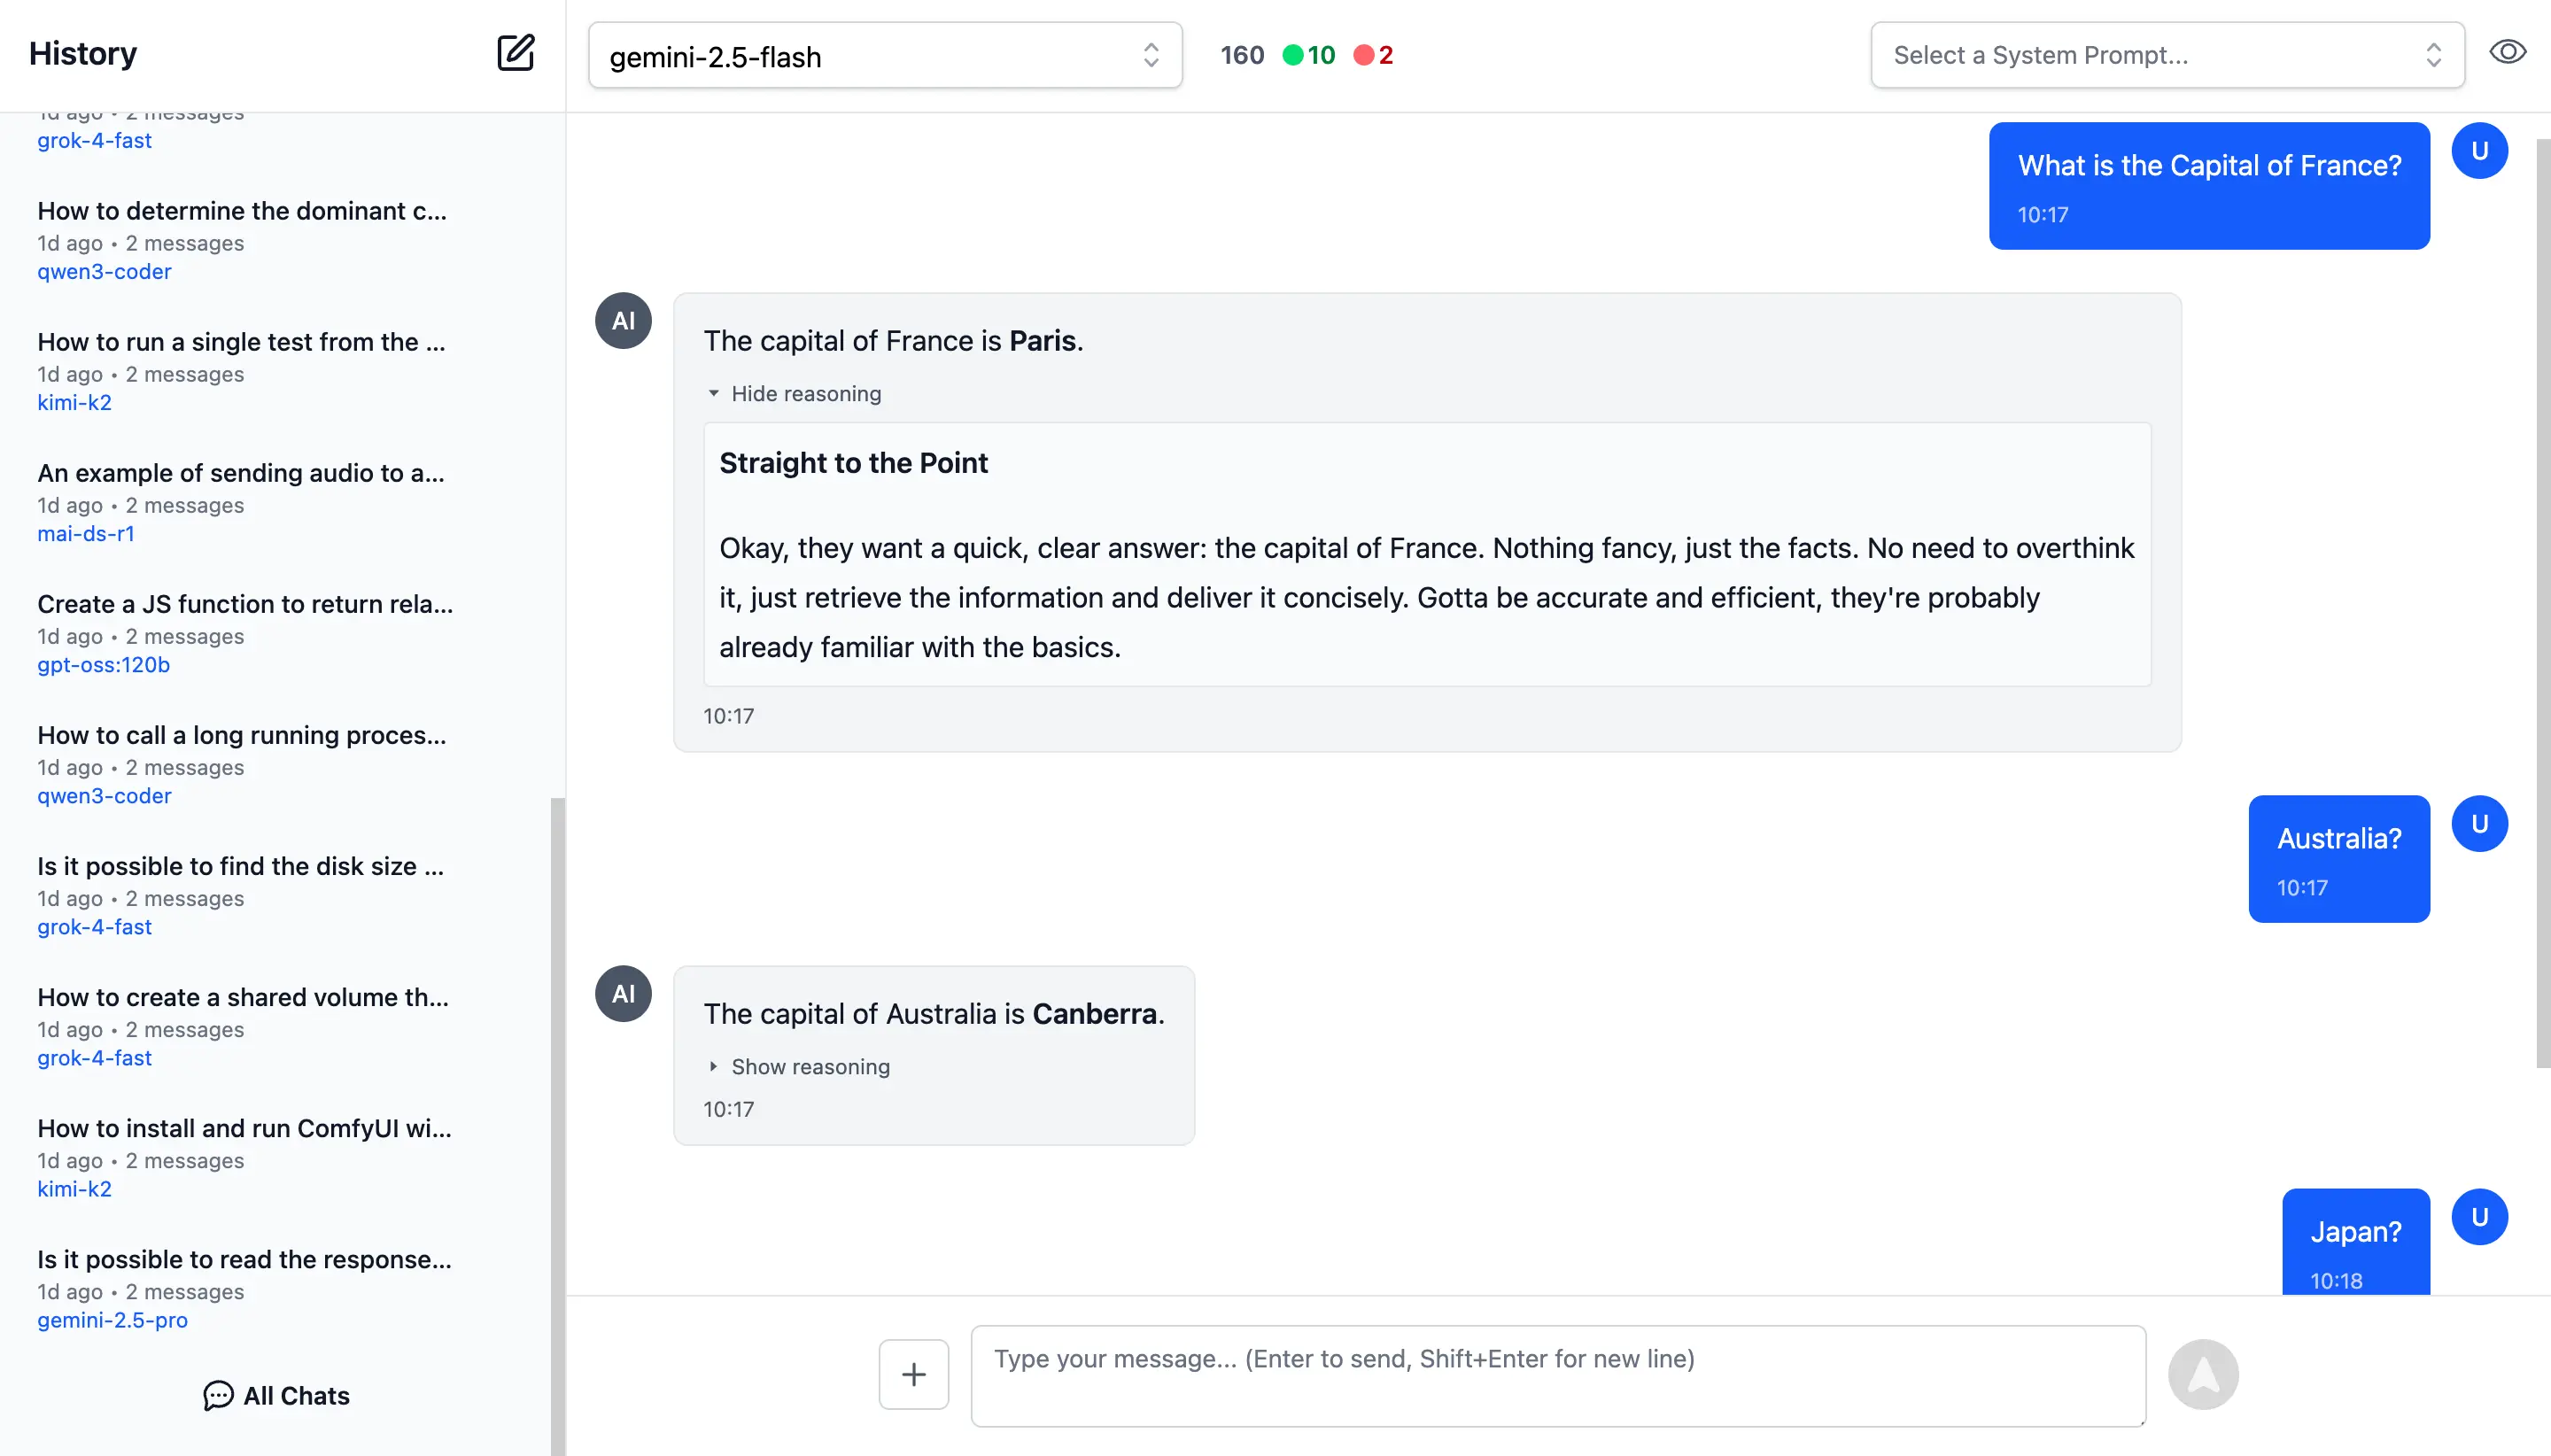 History
gemini-2.5-flash
160 10 2
Select a System Prompt...
1d ago • 2 messages
grok-4-fast
How to determine the dominant c...
1d ago • 2 messages
qwen3-coder
How to run a single test from the ...
1d ago • 2 messages
kimi-k2
An example of sending audio to a...
1d ago • 2 messages
mai-ds-r1
Create a JS function to return rela...
1d ago • 2 messages
gpt-oss:120b
How to call a long running proces...
1d ago • 2 messages
qwen3-coder
Is it possible to find the disk size ...
1d ago • 2 messages
grok-4-fast
How to create a shared volume th...
1d ago • 2 messages
grok-4-fast
How to install and run ComfyUI wi...
1d ago • 2 messages
kimi-k2
Is it possible to read the response...
1d ago • 2 messages
gemini-2.5-pro
All Chats
What is the Capital of France?
10:17
U
AI
The capital of France is Paris.
Hide reasoning
Straight to the Point
Okay, they want a quick, clear answer: the capital of France. Nothing fancy, just the facts. No need to overthink
it, just retrieve the information and deliver it concisely. Gotta be accurate and efficient, they're probably
already familiar with the basics.
10:17
Australia?
10:17
U
AI
The capital of Australia is Canberra.
Show reasoning
10:17
Japan?
10:18
U
Type your message... (Enter to send, Shift+Enter for new line)